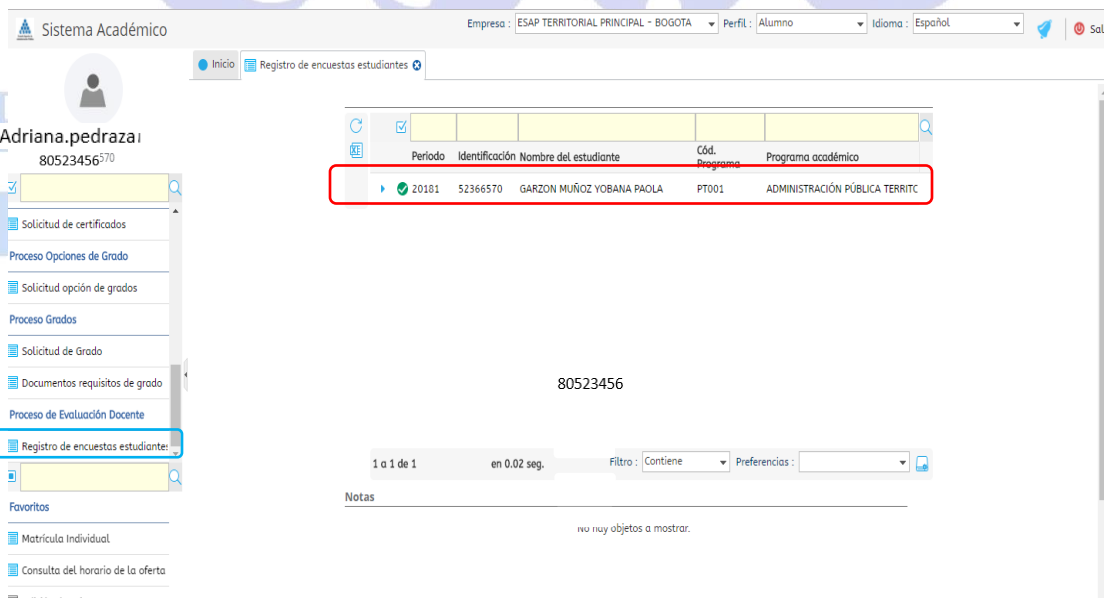 Sistema Académico
Empresa : ESAP TERRITORIAL PRINCIPAL - BOGOTA Perfil : Alumno Idioma : Español Sal
Inicio Registro de encuestas estudiantes
Adriana.pedraza
80523456570
Periodo Identificación Nombre del estudiante Cód. Programa Programa académico
20181 52366570 GARZON MUÑOZ YOBANA PAOLA PT001 ADMINISTRACIÓN PÚBLICA TERRITC
Solicitud de certificados
Proceso Opciones de Grado
Solicitud opción de grados
Proceso Grados
Solicitud de Grado
Documentos requisitos de grado
Proceso de Evaluación Docente
Registro de encuestas estudiantes
Favoritos
Matrícula Individual
Consulta del horario de la oferta
80523456
1 a 1 de 1 en 0.02 seg. Filtro : Contiene Preferencias :
Notas
No hay objetos a mostrar.